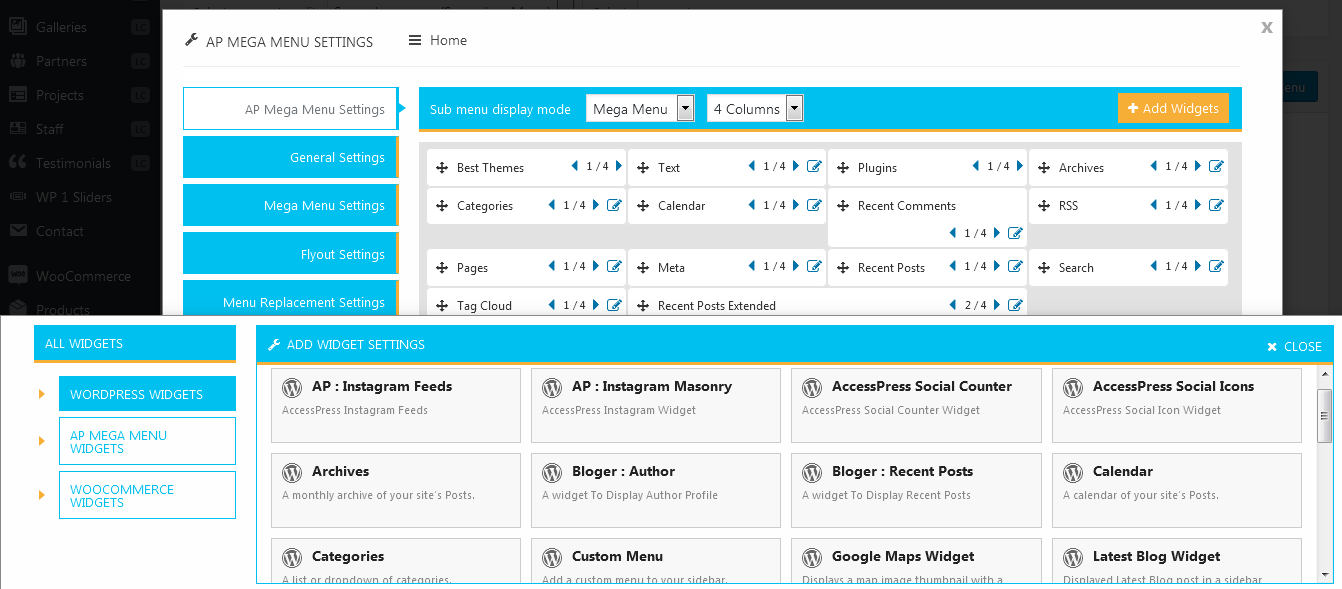 Galleries LC
Partners LC
Projects LC
Staff LC
Testimonials LC
WP 1 Sliders
Contact
WooCommerce
Products
AP MEGA MENU SETTINGS Home X
AP Mega Menu Settings
General Settings
Mega Menu Settings
Flyout Settings
Menu Replacement Settings
Sub menu display mode Mega Menu 4 Columns + Add Widgets
Best Themes 1 / 4 Text 1 / 4 Plugins 1 / 4 Archives 1 / 4
Categories 1 / 4 Calendar 1 / 4 Recent Comments RSS 1 / 4
1 / 4
Pages 1 / 4 Meta 1 / 4 Recent Posts 1 / 4 Search 1 / 4
Tag Cloud 1 / 4 Recent Posts Extended 2 / 4
ALL WIDGETS
WORDPRESS WIDGETS
AP MEGA MENU
WIDGETS
WOOCOMMERCE
WIDGETS
ADD WIDGET SETTINGS CLOSE
AP : Instagram Feeds AP : Instagram Masonry AccessPress Social Counter AccessPress Social Icons
AccessPress Instagram Feeds AccessPress Instagram Widget AccessPress Social Counter Widget AccessPress Social Icon Widget
Archives Bloger : Author Bloger : Recent Posts Calendar
A monthly archive of your site's Posts. A widget To Display Author Profile A widget To Display Recent Posts A calendar of your site's Posts.
Categories Custom Menu Google Maps Widget Latest Blog Widget
A list or dropdown of categories. Add a custom menu to your sidebar. Displays a map image thumbnail with a Displayed Latest Blog post in a sidebar